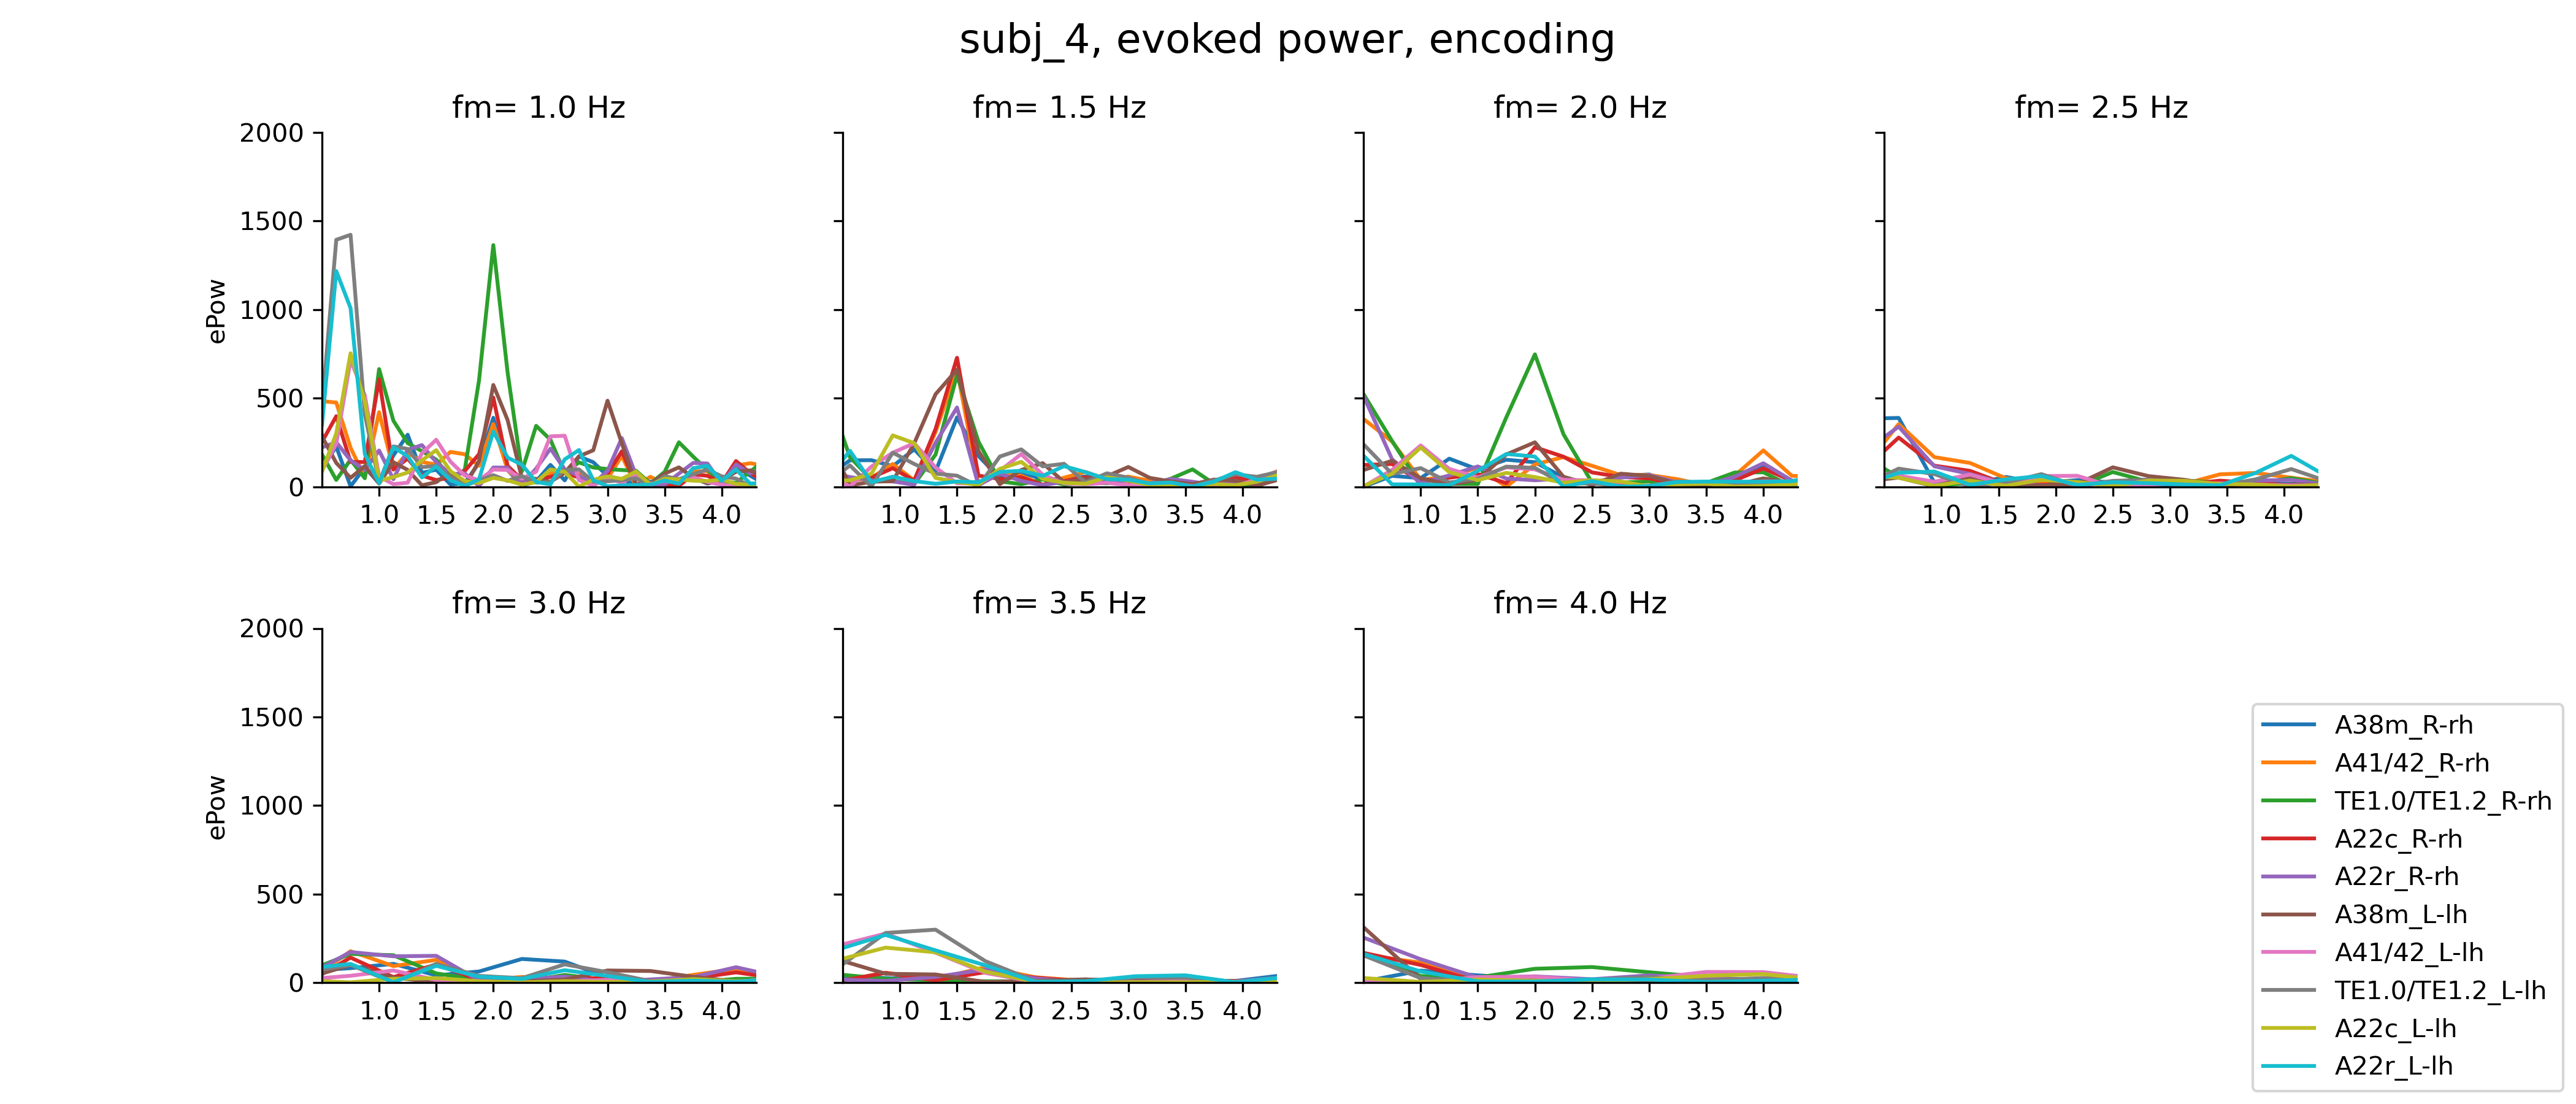 subj_4, evoked power, encoding
fm= 1.0 Hz
fm= 1.5 Hz
fm= 2.0 Hz
fm= 2.5 Hz
ePow
2000
1500
1000
500
0
1.0 1.5 2.0 2.5 3.0 3.5 4.0
1.0 1.5 2.0 2.5 3.0 3.5 4.0
1.0 1.5 2.0 2.5 3.0 3.5 4.0
1.0 1.5 2.0 2.5 3.0 3.5 4.0
fm= 3.0 Hz
fm= 3.5 Hz
fm= 4.0 Hz
ePow
2000
1500
1000
500
0
1.0 1.5 2.0 2.5 3.0 3.5 4.0
1.0 1.5 2.0 2.5 3.0 3.5 4.0
1.0 1.5 2.0 2.5 3.0 3.5 4.0
A38m_R-rh
A41/42_R-rh
TE1.0/TE1.2_R-rh
A22c_R-rh
A22r_R-rh
A38m_L-lh
A41/42_L-lh
TE1.0/TE1.2_L-lh
A22c_L-lh
A22r_L-lh